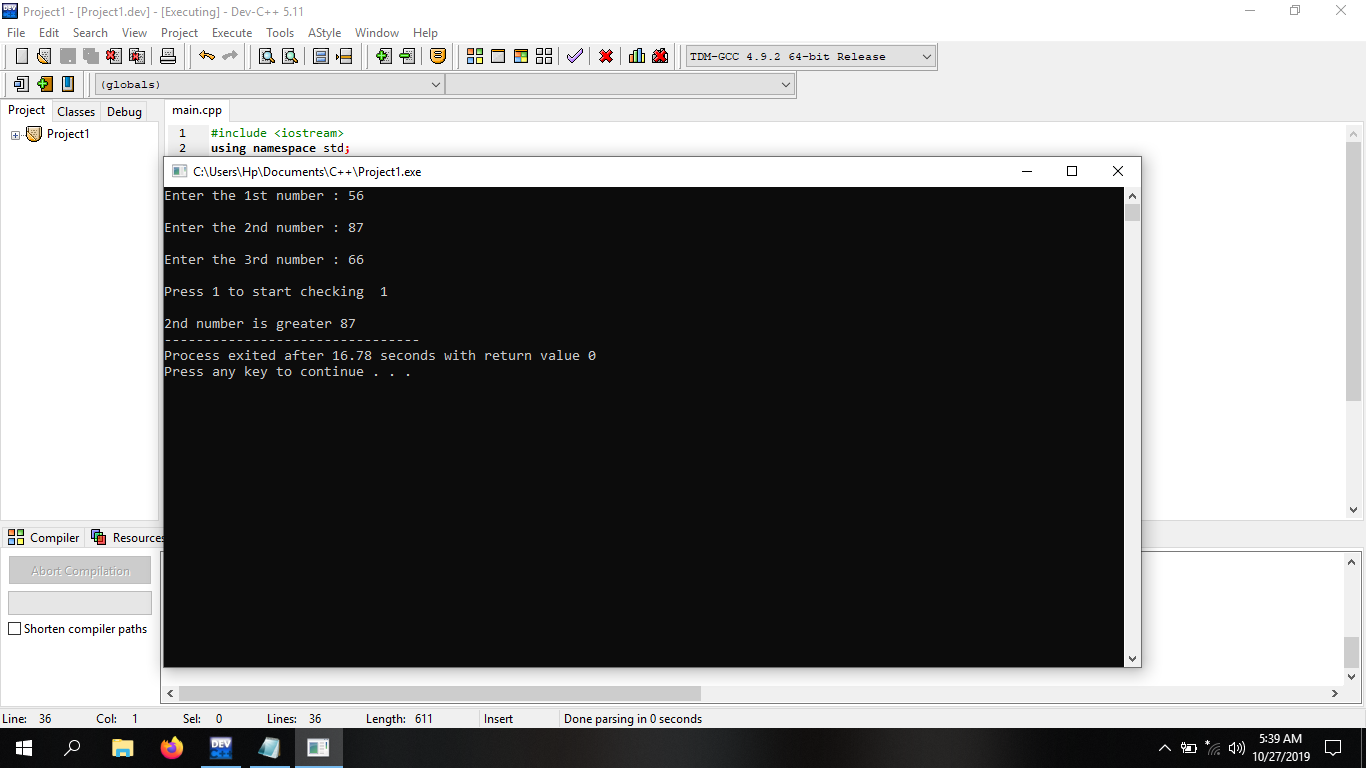 Project1 - [Project1.dev] - [Executing] - Dev-C++ 5.11
File Edit Search View Project Execute Tools AStyle Window Help
TDM-GCC 4.9.2 64-bit Release
(globals)
Project Classes Debug main.cpp
Project1
1 #include <iostream>
2 using namespace std;
C:\Users\Hp\Documents\C++\Project1.exe
Enter the 1st number : 56
Enter the 2nd number : 87
Enter the 3rd number : 66
Press 1 to start checking  1
2nd number is greater 87
--------------------------------
Process exited after 16.78 seconds with return value 0
Press any key to continue . . .
Compiler Resources
Abort Compilation
Shorten compiler paths
Line: 36 Col: 1 Sel: 0 Lines: 36 Length: 611 Insert Done parsing in 0 seconds
DEV C++
5:39 AM
10/27/2019